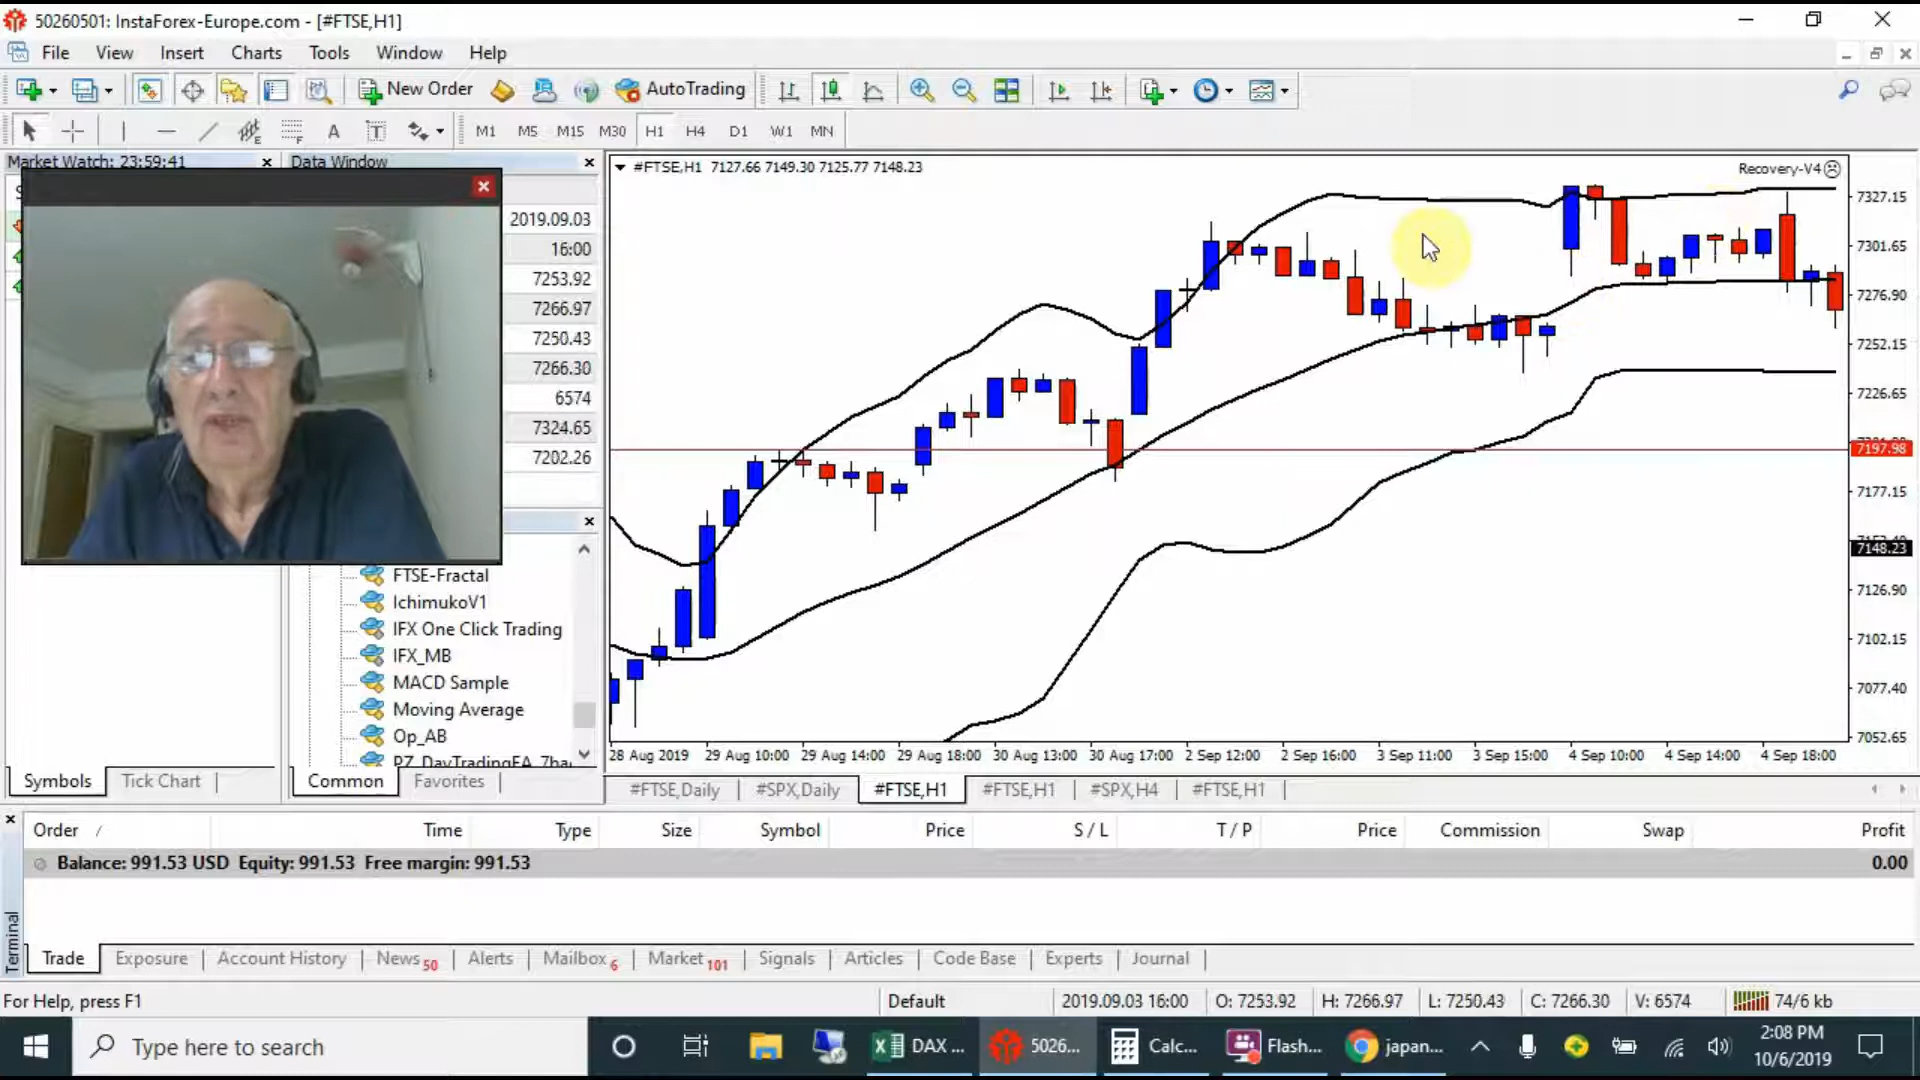 50260501: InstaForex-Europe.com - [#FTSE,H1]
File View Insert Charts Tools Window Help
New Order AutoTrading
A T M1 M5 M15 M30 H1 H4 D1 W1 MN
Market Watch: 23:59:41
Data Window
2019.09.03
16:00
7253.92
7266.97
7250.43
7266.30
6574
7324.65
7202.26
FTSE-Fractal
IchimukoV1
IFX One Click Trading
IFX_MB
MACD Sample
Moving Average
Op_AB
Symbols Tick Chart
Common Favorites
#FTSE,H1 7127.66 7149.30 7125.77 7148.23
Recovery-V4
7327.15
7301.65
7276.90
7252.15
7226.65
7197.98
7177.15
7148.23
7126.90
7102.15
7077.40
7052.65
28 Aug 2019 29 Aug 10:00 29 Aug 14:00 29 Aug 18:00 30 Aug 13:00 30 Aug 17:00 2 Sep 12:00 2 Sep 16:00 3 Sep 11:00 3 Sep 15:00 4 Sep 10:00 4 Sep 14:00 4 Sep 18:00
#FTSE,Daily #SPX,Daily #FTSE,H1 #FTSE,H1 #SPX,H4 #FTSE,H1
Order / Time Type Size Symbol Price S / L T / P Price Commission Swap Profit
Balance: 991.53 USD Equity: 991.53 Free margin: 991.53 0.00
Terminal
Trade Exposure Account History News 50 Alerts Mailbox 6 Market 101 Signals Articles Code Base Experts Journal
For Help, press F1 Default 2019.09.03 16:00 O: 7253.92 H: 7266.97 L: 7250.43 C: 7266.30 V: 6574 74/6 kb
Type here to search DAX ... 5026... Calc... Flash... japan... 2:08 PM
10/6/2019